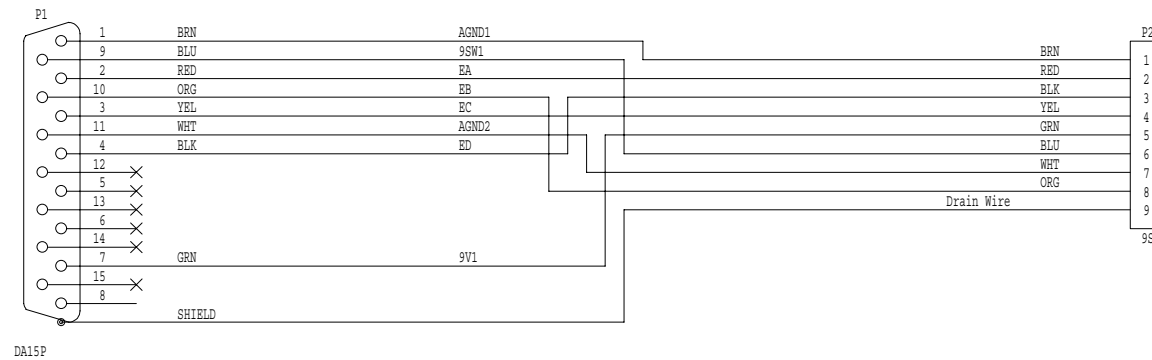 P1 P2
1 BRN AGND1
9 BLU 9SW1 BRN 1
2 RED EA RED 2
10 ORG EB BLK 3
3 YEL EC YEL 4
11 WHT AGND2 GRN 5
4 BLK ED BLU 6
12 WHT 7
5 ORG 8
13 Drain Wire 9
6
14 9S
7 GRN 9V1
15
8
SHIELD
DA15P